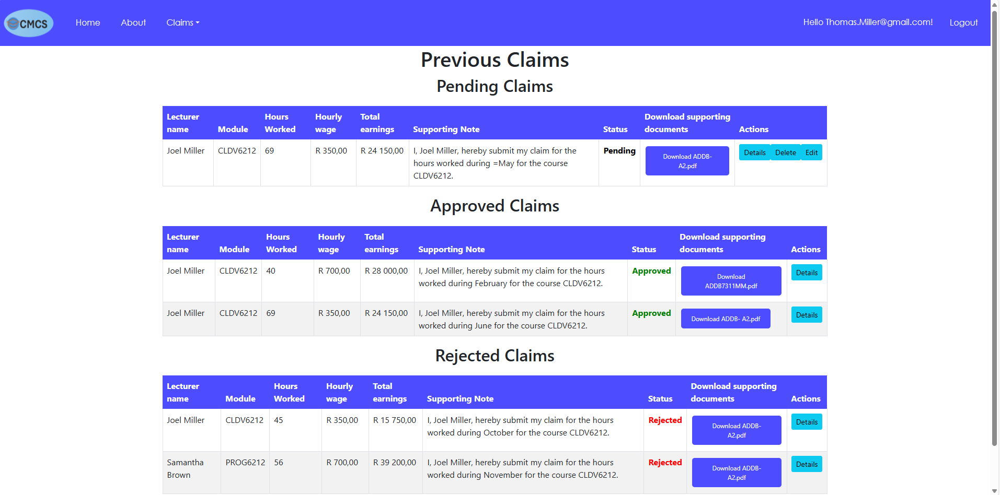 CMCS Home About Claims Hello Thomas.Miller@gmail.com! Logout
Previous Claims
Pending Claims
Lecturer name Module Hours Worked Hourly wage Total earnings Supporting Note Status Download supporting documents Actions
Joel Miller CLDV6212 69 R 350,00 R 24 150,00 I, Joel Miller, hereby submit my claim for the Pending Download ADDB- Details Delete Edit
hours worked during =May for the course A2.pdf
CLDV6212.
Approved Claims
Lecturer name Module Hours Worked Hourly wage Total earnings Supporting Note Status Download supporting documents Actions
Joel Miller CLDV6212 40 R 700,00 R 28 000,00 I, Joel Miller, hereby submit my claim for the hours Approved Download Details
worked during February for the course CLDV6212. ADDB7311MM.pdf
Joel Miller CLDV6212 69 R 350,00 R 24 150,00 I, Joel Miller, hereby submit my claim for the hours Approved Download ADDB- A2.pdf Details
worked during June for the course CLDV6212.
Rejected Claims
Lecturer name Module Hours Worked Hourly wage Total earnings Supporting Note Status Download supporting documents Actions
Joel Miller CLDV6212 45 R 350,00 R 15 750,00 I, Joel Miller, hereby submit my claim for the hours Rejected Download ADDB- Details
worked during October for the course CLDV6212. A2.pdf
Samantha PROG6212 56 R 700,00 R 39 200,00 I, Joel Miller, hereby submit my claim for the hours Rejected Download ADDB- Details
Brown worked during November for the course CLDV6212. A2.pdf